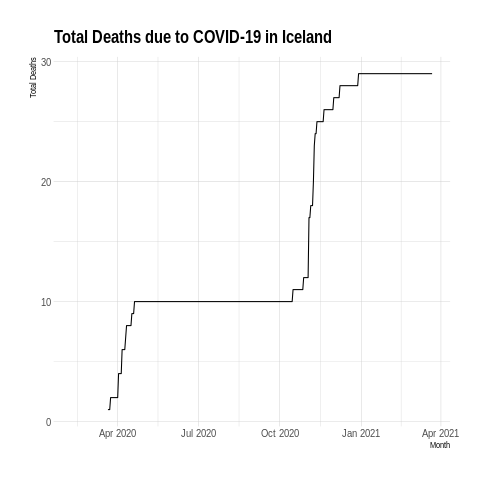 Total Deaths due to COVID-19 in Iceland
Total Deaths
30
20
10
0
Apr 2020 Jul 2020 Oct 2020 Jan 2021 Apr 2021
Month